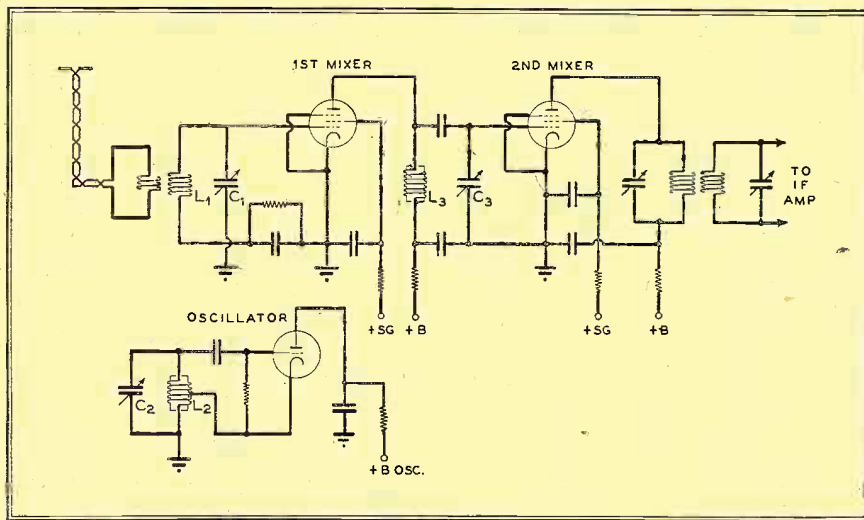 1ST MIXER
2ND MIXER
L1
C1
L3
C3
TO
IF
AMP
+SG
+B
+SG
+B
OSCILLATOR
C2
L2
+B OSC.